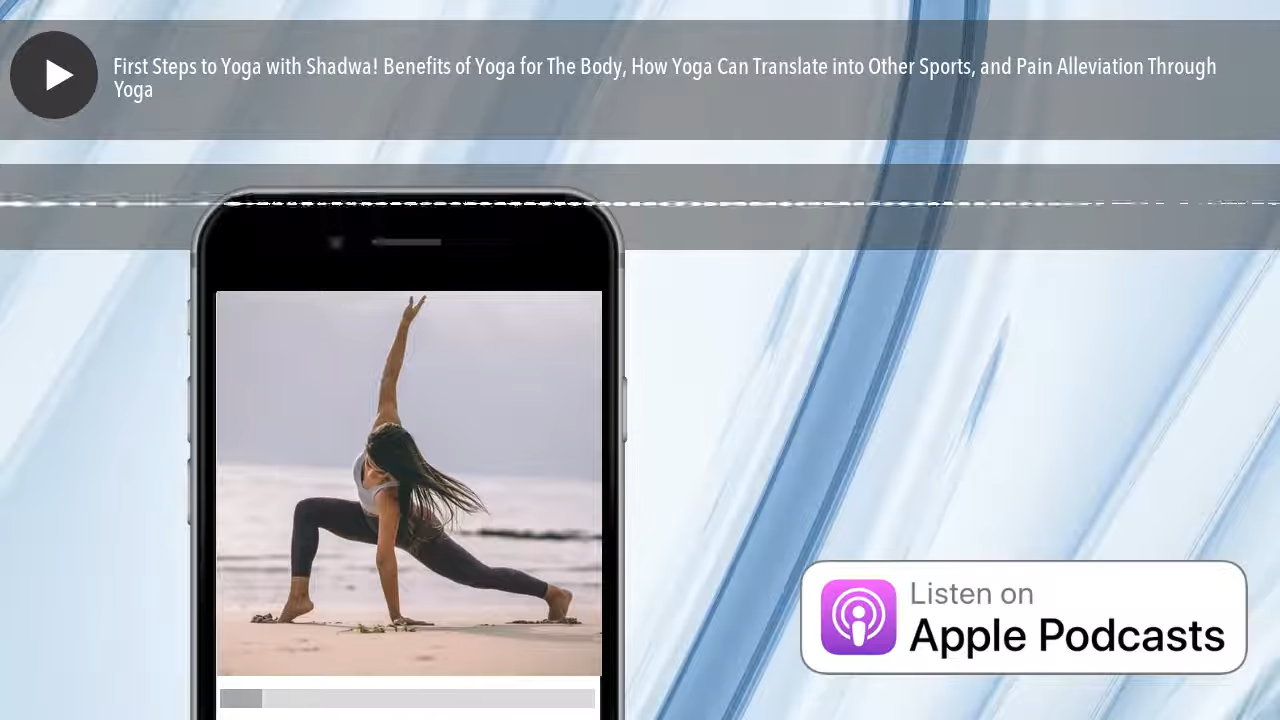 First Steps to Yoga with Shadwa! Benefits of Yoga for The Body, How Yoga Can Translate into Other Sports, and Pain Alleviation Through
Yoga
Listen on
Apple Podcasts